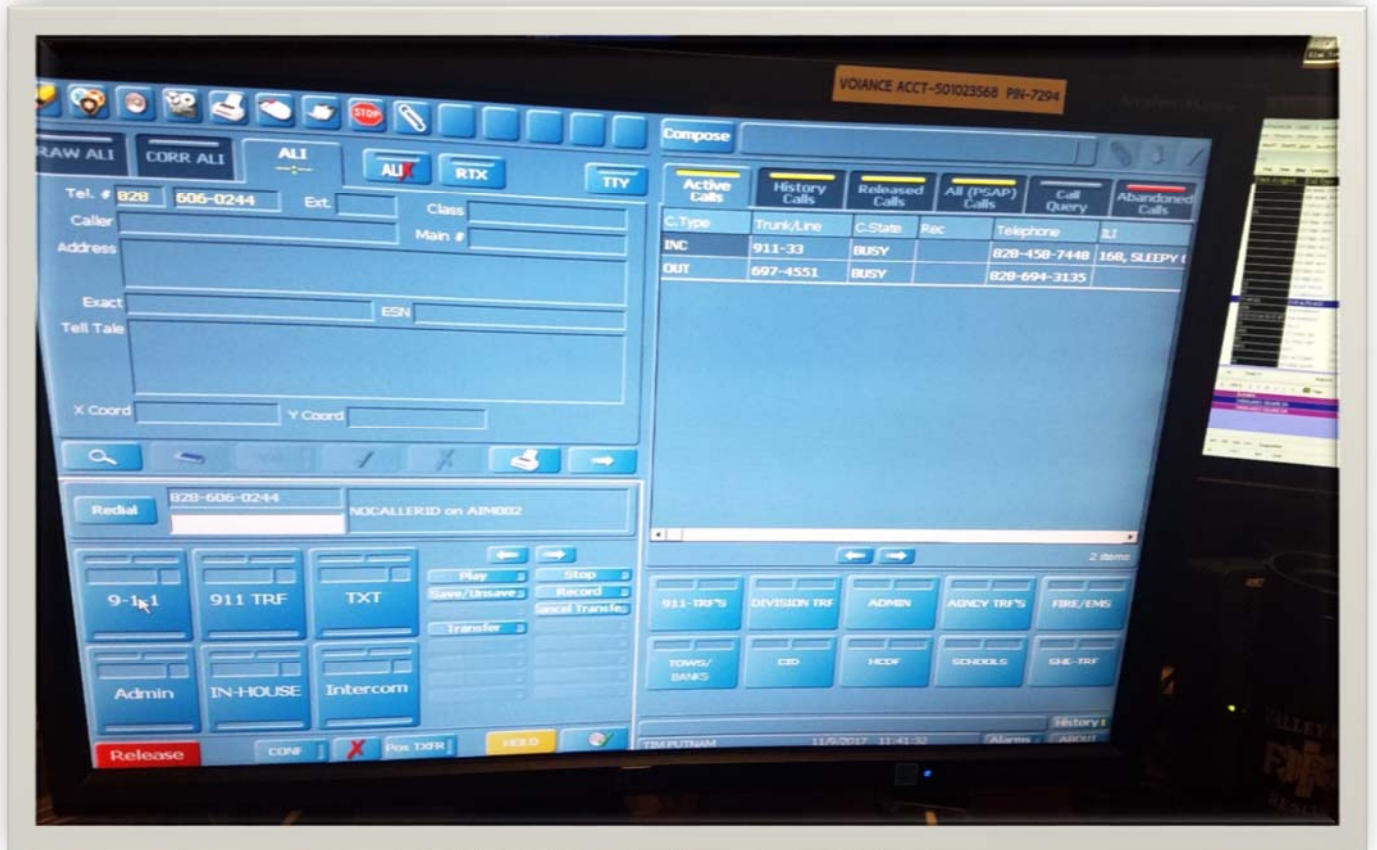 VOIANCE ACCT-501023568 PIN-7294
STOP
RAW ALI
CORR ALI
ALI
ALI
RTX
TTY
Tel. # 828 606-0244 Ext.
Class
Caller
Main #
Address
Exact
ESN
Tell Tale
X Coord
Y Coord
Redial
828-606-0244
NOCALLERID on AIM002
9-1-1
911 TRF
TXT
Play
Stop
Save/Unsave
Record
Cancel Transfe
Transfer
Admin
IN-HOUSE
Intercom
Release
CONF
Pos TXFR
HOLD
Compose
Active Calls
History Calls
Released Calls
All (PSAP) Calls
Call Query
Abandoned Calls
C.Type Trunk/Line C.State Rec Telephone
INC 911-33 BUSY 828-458-7448 168, SLEEPY
OUT 697-4551 BUSY 828-694-3135
2 items
911-TRF'S
DIVISION TRF
ADMIN
AGNCY TRF'S
FIRE/EMS
TOWS/
BANKS
CID
HCDF
SCHOOLS
History
TIM PUTNAM
11/9/2017 11:41:32
Alarms
ABOUT
VALLEY